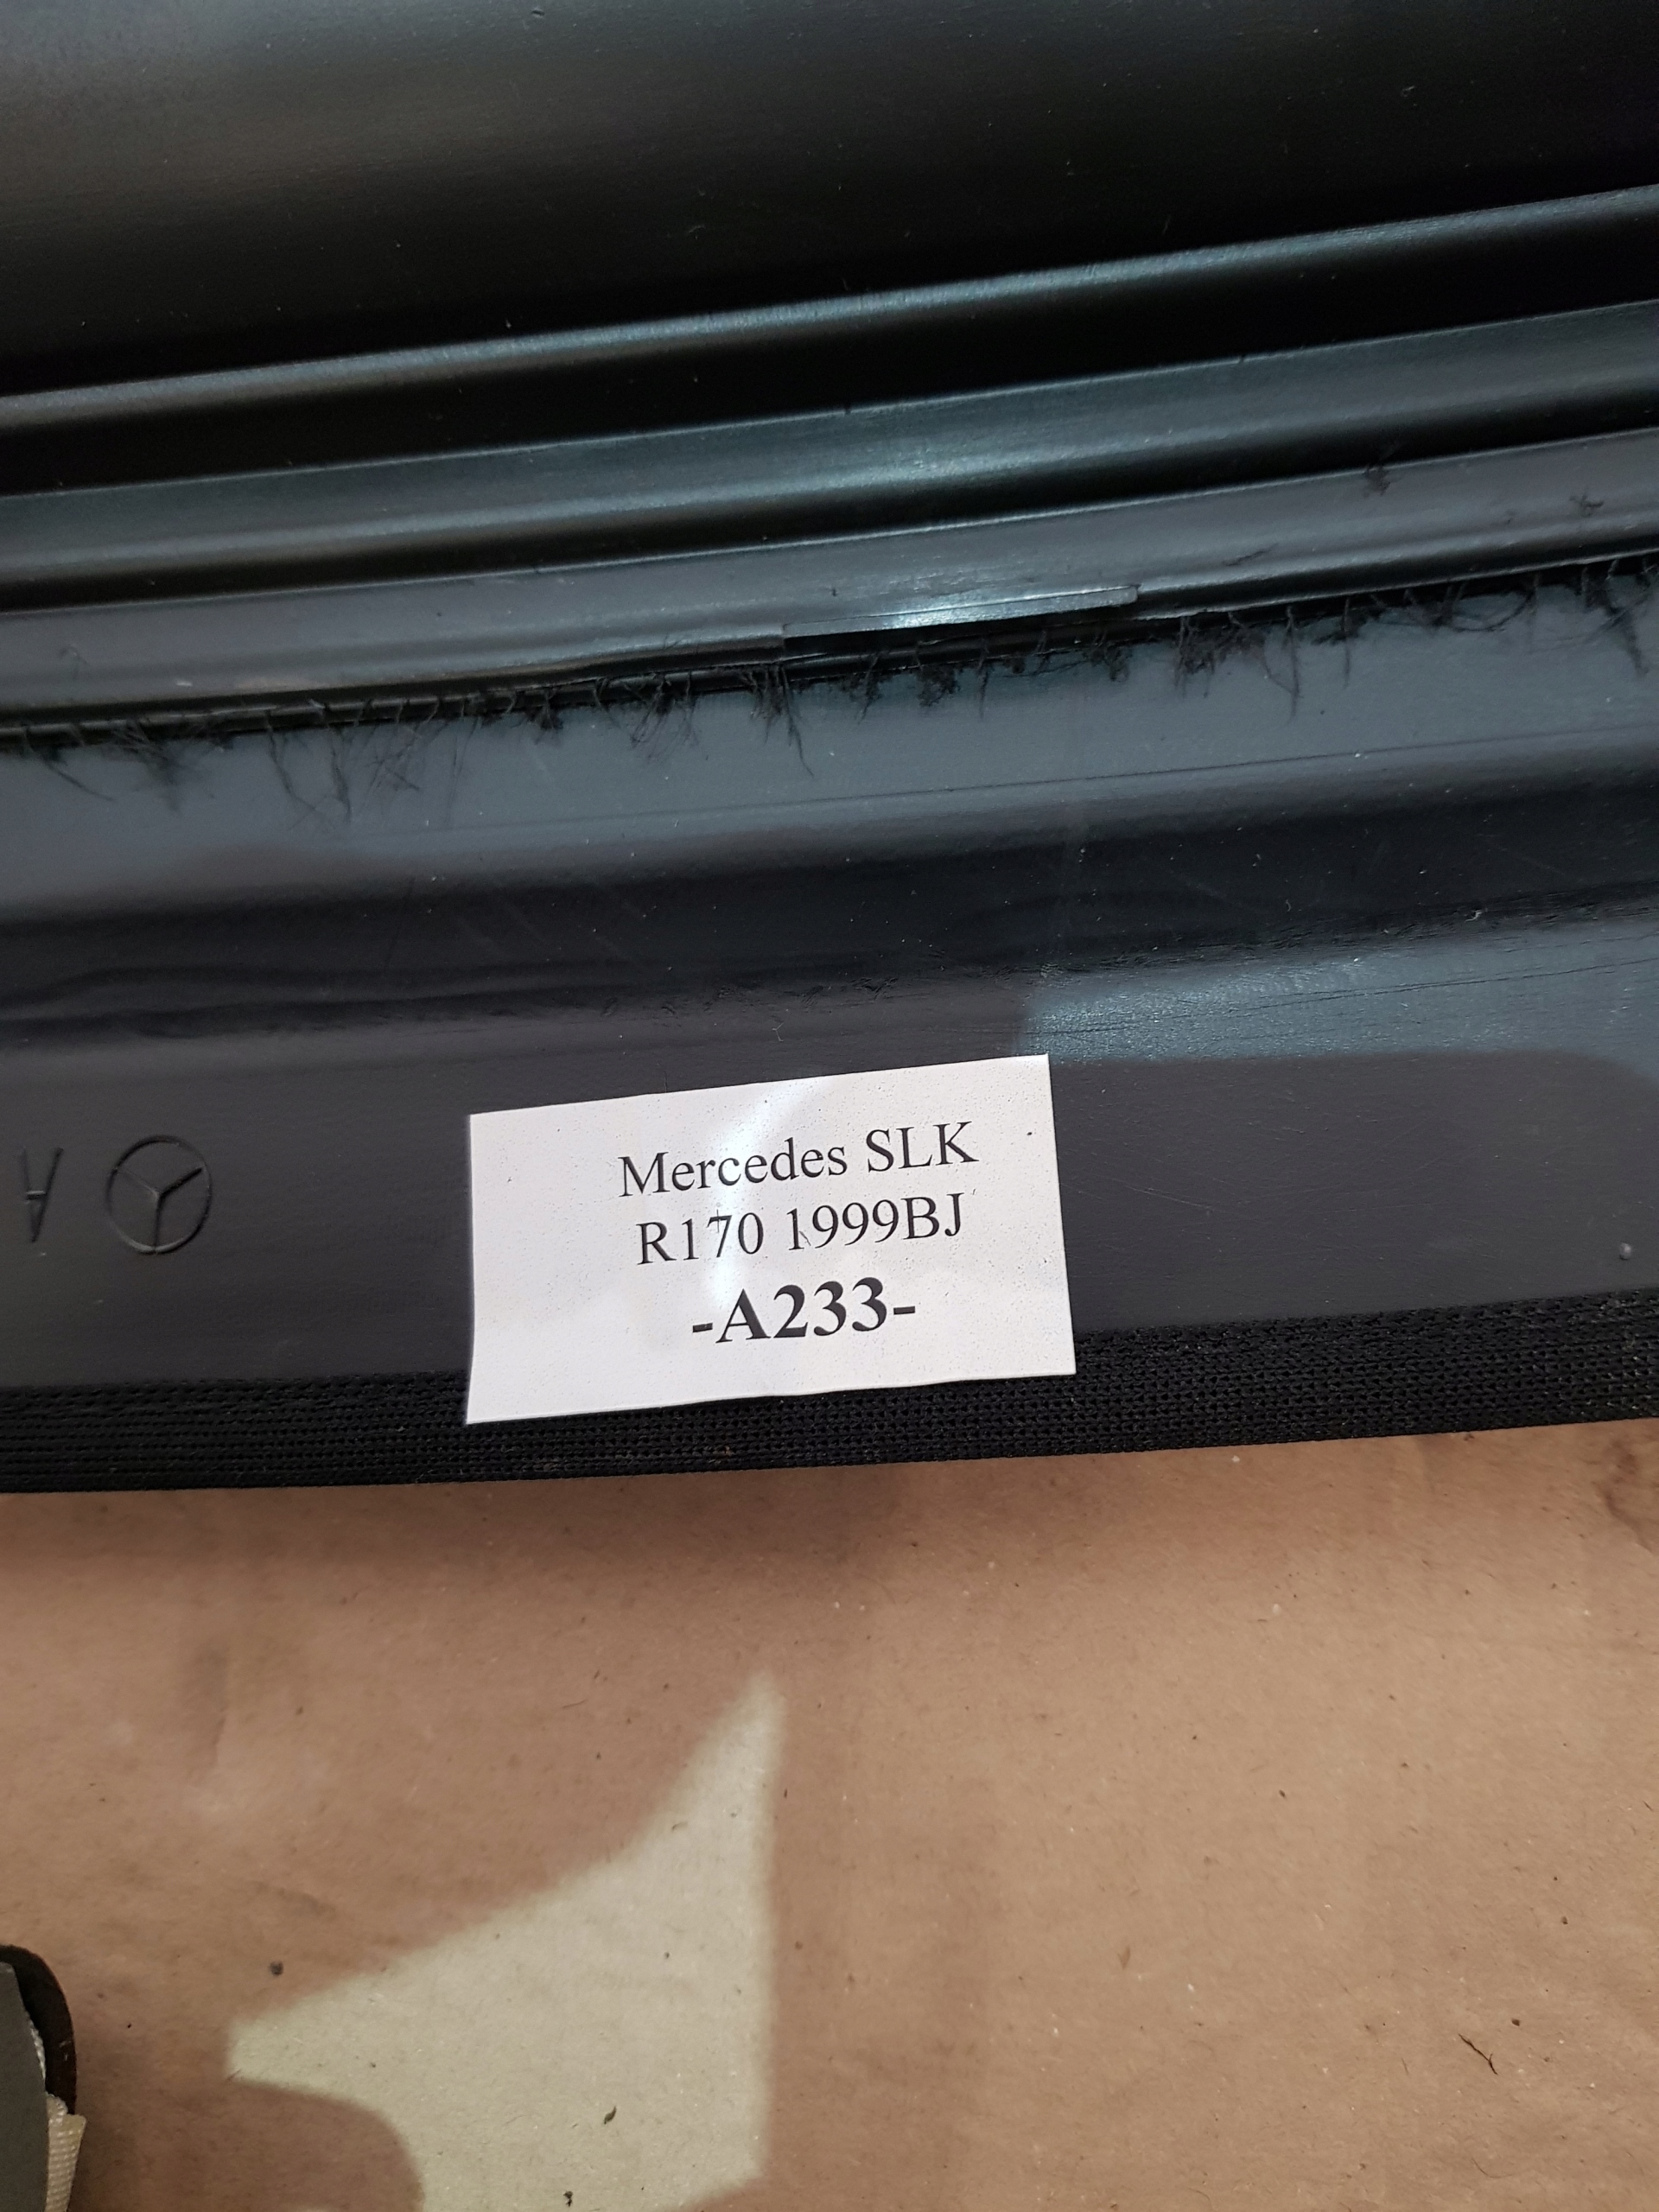 Mercedes SLK
R170 1999BJ
-A233-
A